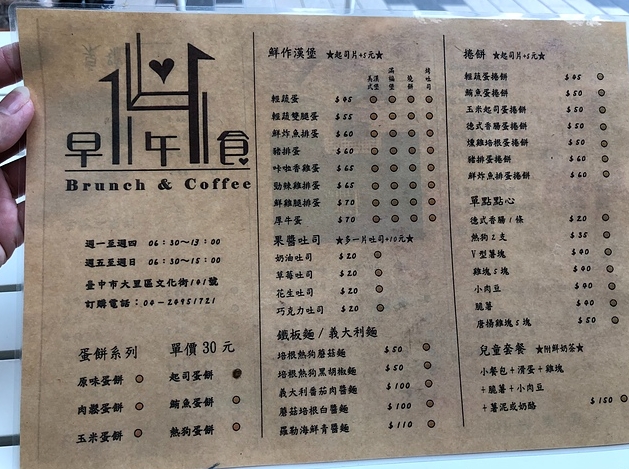 早午食
Brunch & Coffee
週一至週四 06:30~13:00
週五至週日 06:30~15:00
臺中市大里區文化街141號
訂購電話:04-24951721
蛋餅系列 單價30元
原味蛋餅 起司蛋餅
肉鬆蛋餅 鮪魚蛋餅
玉米蛋餅 熱狗蛋餅
鮮作漢堡 ★起司片+5元★
美式漢堡 滿福堡 燒餅 烤吐司
輕蔬蛋 $45
輕蔬雙腿蛋 $55
鮮炸魚排蛋 $60
豬排蛋 $60
咔啦香雞蛋 $65
勁辣雞排蛋 $65
鮮雞腿排蛋 $70
厚牛蛋 $70
果醬吐司 ★多一片吐司+10元★
奶油吐司 $20
草莓吐司 $20
花生吐司 $20
巧克力吐司 $20
鐵板麵 / 義大利麵
培根熱狗蘑菇麵 $50
培根熱狗黑胡椒麵 $50
義大利番茄肉醬麵 $100
蘑菇培根白醬麵 $100
羅勒海鮮青醬麵 $110
捲餅 ★起司片+5元★
輕蔬蛋捲餅 $45
鮪魚蛋捲餅 $50
玉米起司蛋捲餅 $50
德式香腸蛋捲餅 $50
燻雞培根蛋捲餅 $50
豬排蛋捲餅 $60
鮮炸魚排蛋捲餅 $60
單點點心
德式香腸1條 $20
熱狗2支 $35
V型薯塊 $40
雞塊5塊 $40
小肉豆 $40
脆薯 $40
唐揚雞塊5塊 $50
兒童套餐 ★附鮮奶茶★
小餐包+滑蛋+雞塊
+脆薯+小肉豆
+薯泥或奶酪 $150